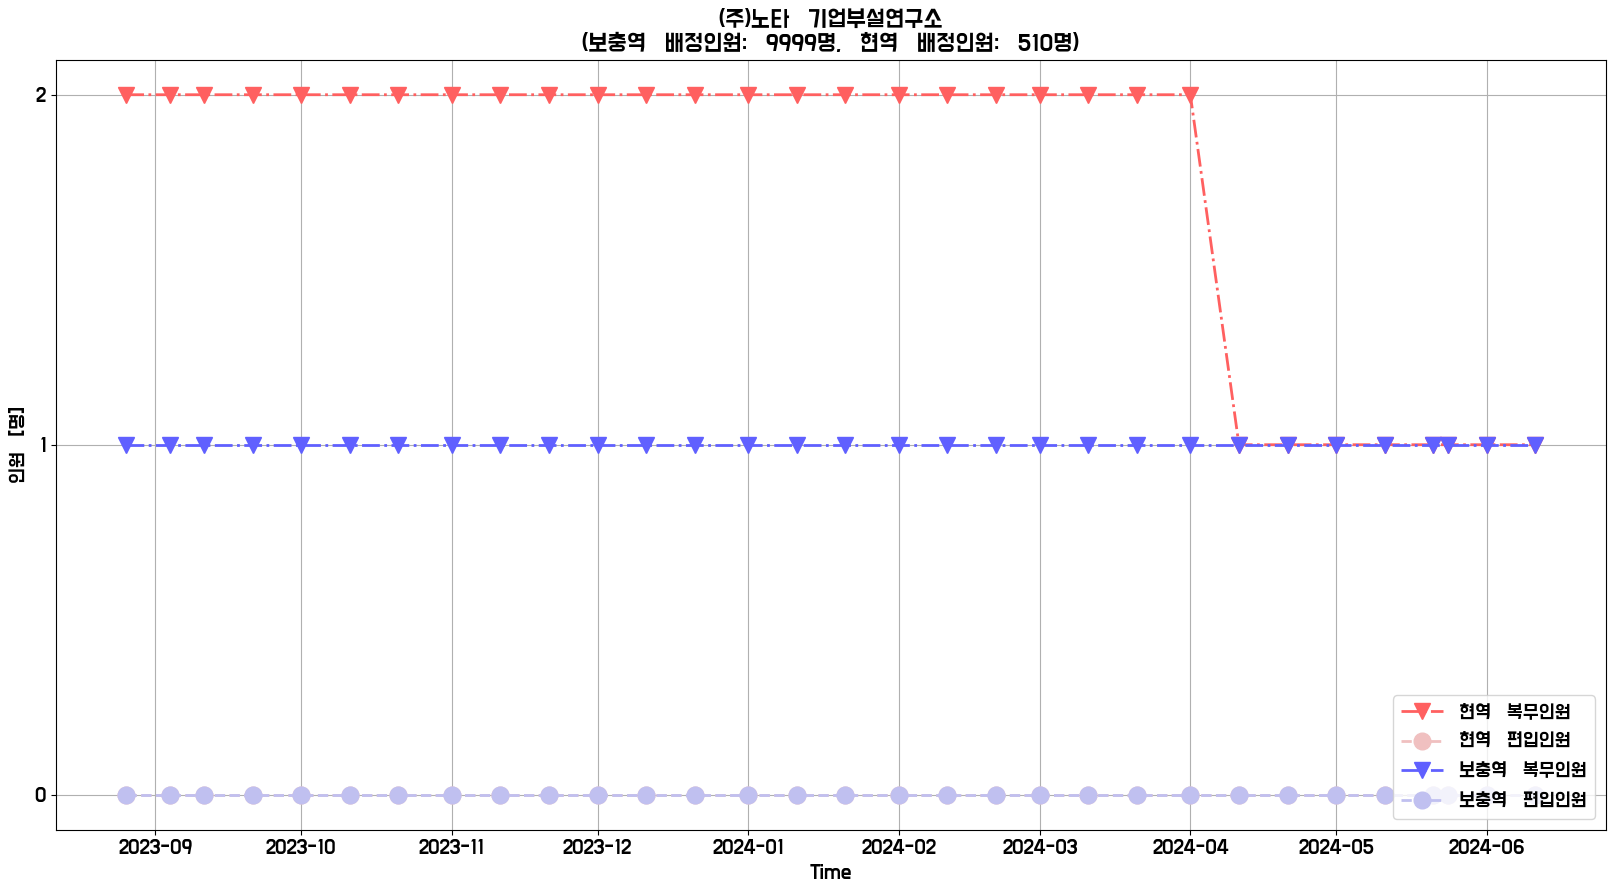 (주)노타 기업부설연구소
(보충역 배정인원: 9999명, 현역 배정인원: 510명)
인원 [명]
2
1
0
현역 복무인원
현역 편입인원
보충역 복무인원
보충역 편입인원
2023-09 2023-10 2023-11 2023-12 2024-01 2024-02 2024-03 2024-04 2024-05 2024-06
Time